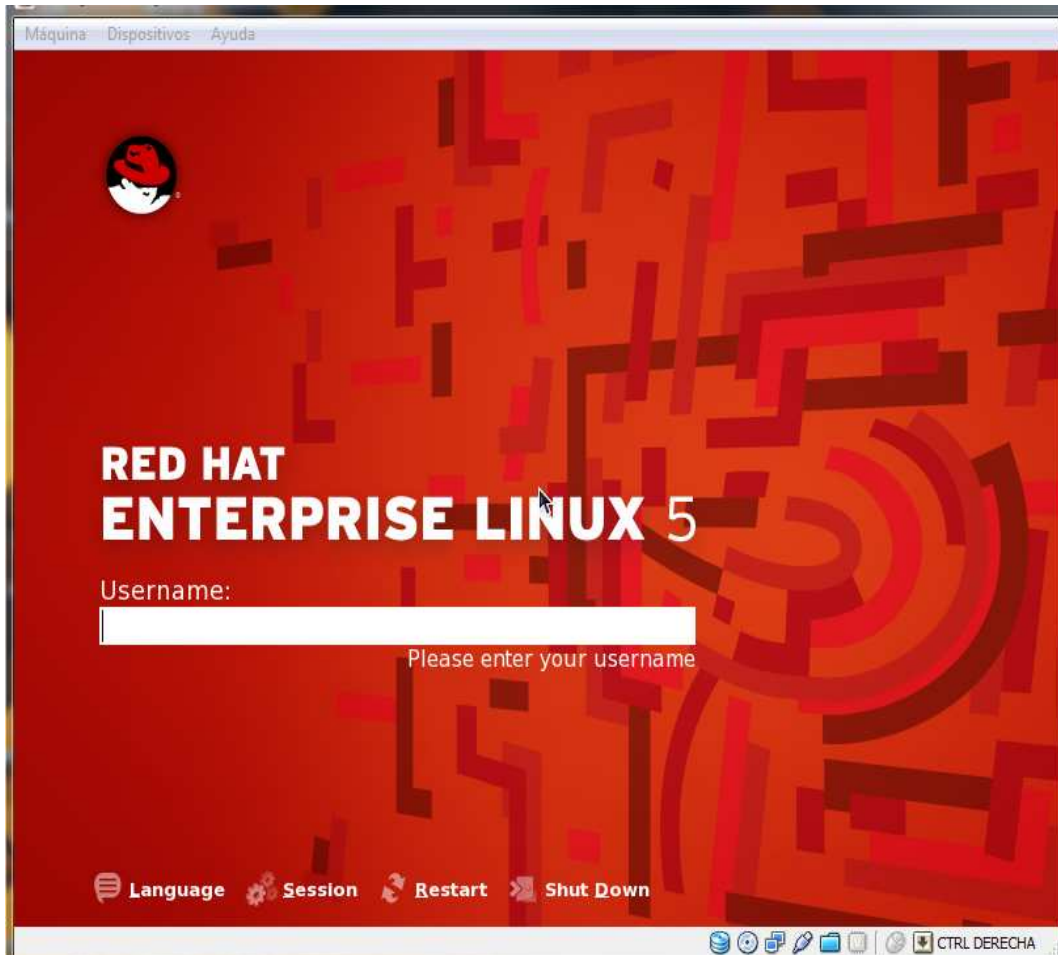 Máquina Dispositivos Ayuda
RED HAT
ENTERPRISE LINUX 5
Username:
Please enter your username
Language Session Restart Shut Down
CTRL DERECHA